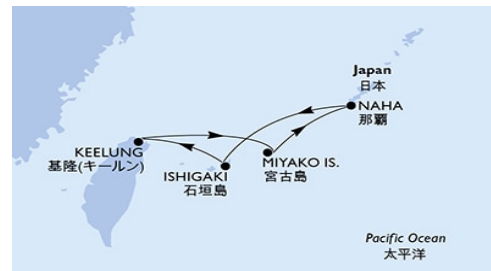 Japan
日本
NAHA
那覇
KEELUNG
基隆(キールン)
MIYAKO IS.
宮古島
ISHIGAKI
石垣島
Pacific Ocean
太平洋